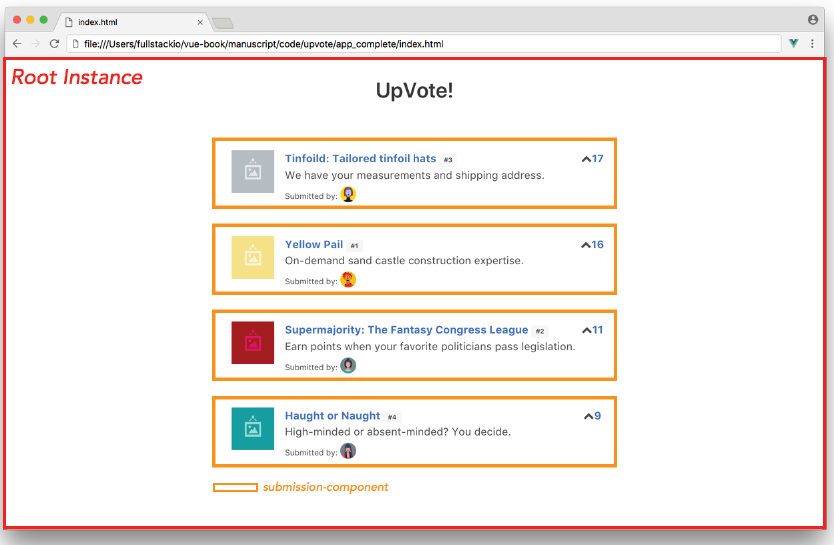 index.html
file:///Users/fullstackio/vue-book/manuscript/code/upvote/app_complete/index.html
Root Instance
UpVote!
Tinfoild: Tailored tinfoil hats #3 17
We have your measurements and shipping address.
Submitted by:
Yellow Pail #1 16
On-demand sand castle construction expertise.
Submitted by:
Supermajority: The Fantasy Congress League #2 11
Earn points when your favorite politicians pass legislation.
Submitted by:
Haught or Naught #4 9
High-minded or absent-minded? You decide.
Submitted by:
submission-component